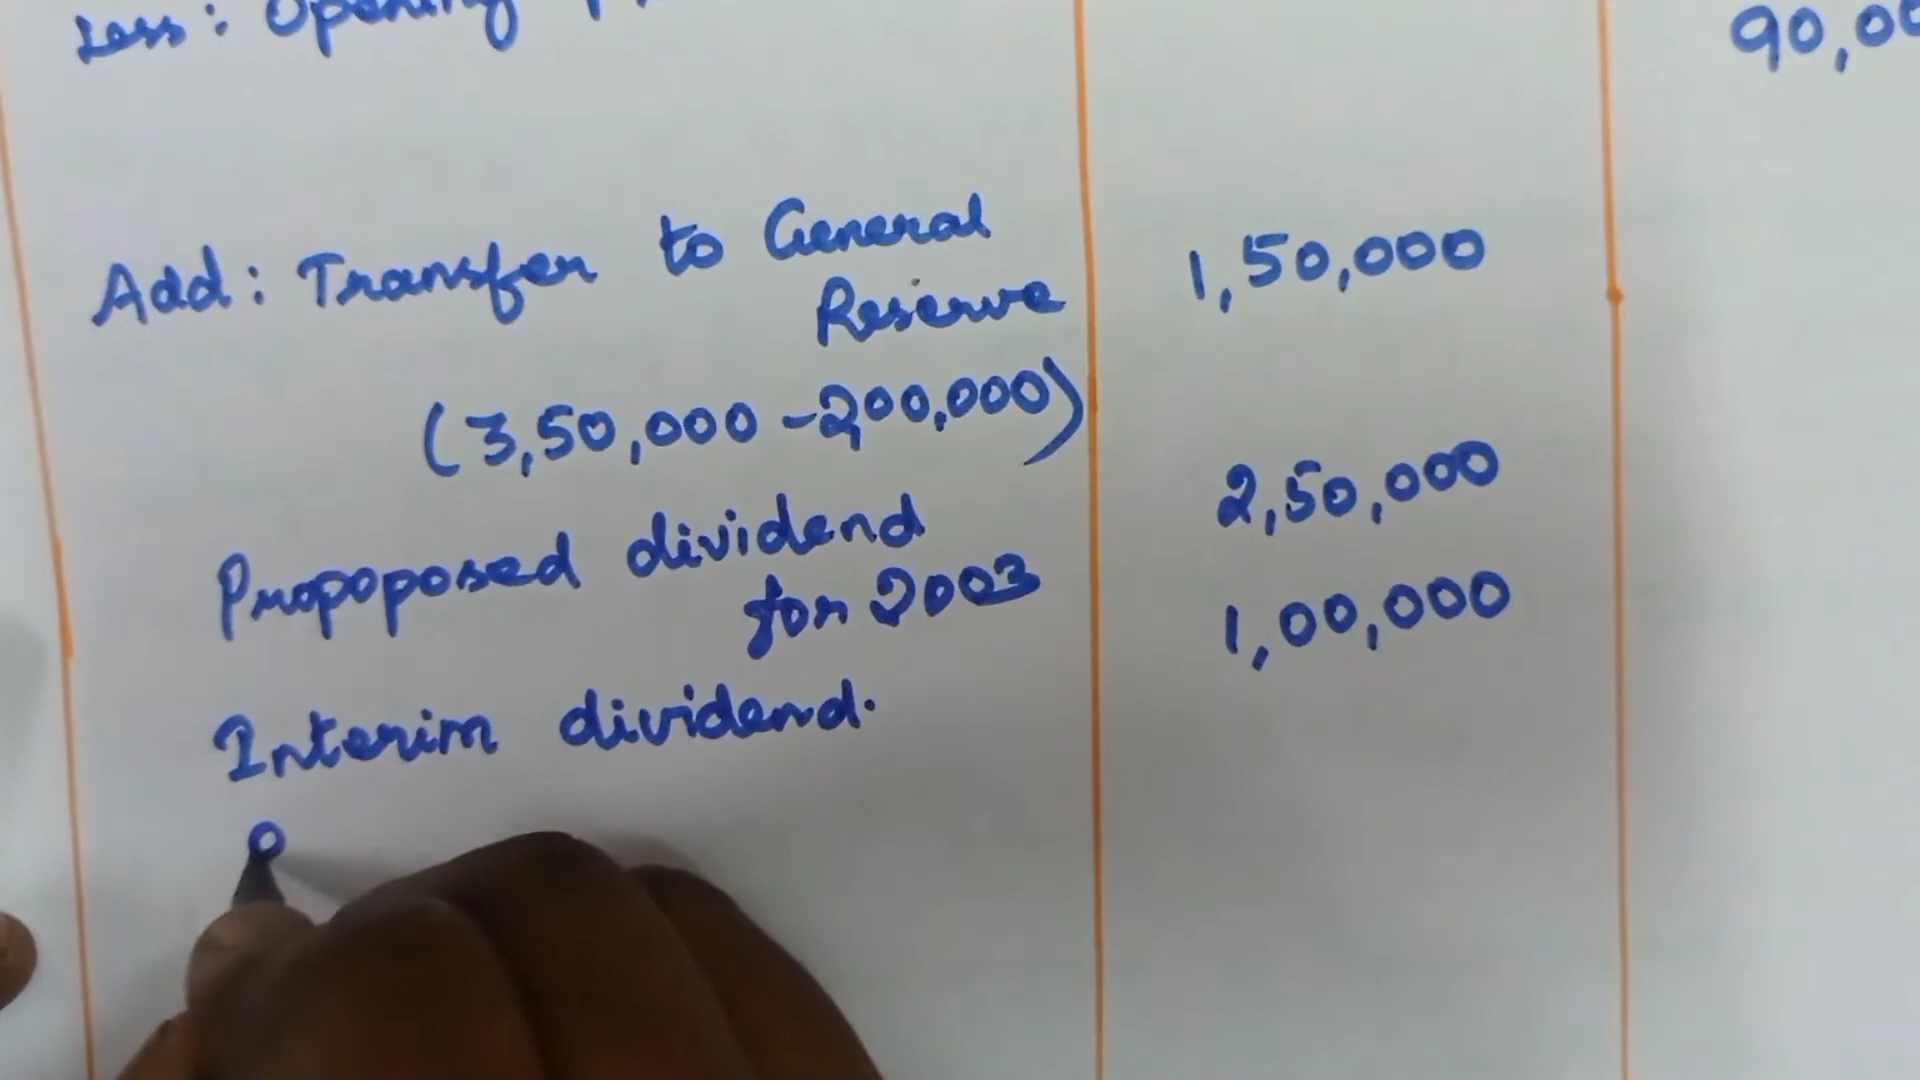 Less: Opening
90,00
Add: Transfer to General 1,50,000
Reserve
(3,50,000 - 200,000)
Propoposed dividend 2,50,000
for 2003 1,00,000
Interim dividend.